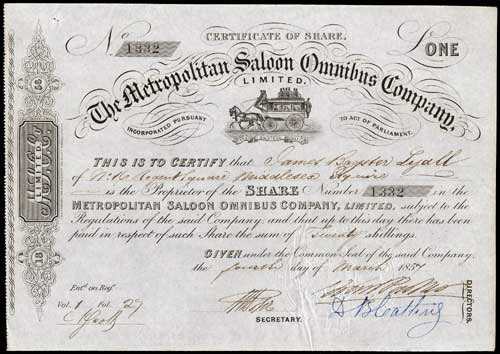 CERTIFICATE OF SHARE.
No 1332
£ONE
The Metropolitan Saloon Omnibus Company,
LIMITED.
INCORPORATED PURSUANT
TO ACT OF PARLIAMENT.
THIS IS TO CERTIFY that James Lyall
of Regent Square Middlesex Esquire
is the Proprietor of the SHARE Number 1332 in the
METROPOLITAN SALOON OMNIBUS COMPANY, LIMITED, subject to the
Regulations of the said Company; and that up to this day there has been
paid in respect of such Share the sum of Twenty shillings.
GIVEN under the Common Seal of the said Company,
the fourth day of March 1857
Entd on Regr
Vol. 1 Fol. 27
SECRETARY.
DIRECTORS.
LIMITED.